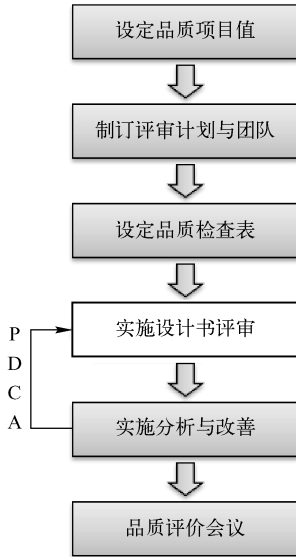 设定品质项目值
制订评审计划与团队
设定品质检查表
实施设计书评审
P
D
C
A
实施分析与改善
品质评价会议